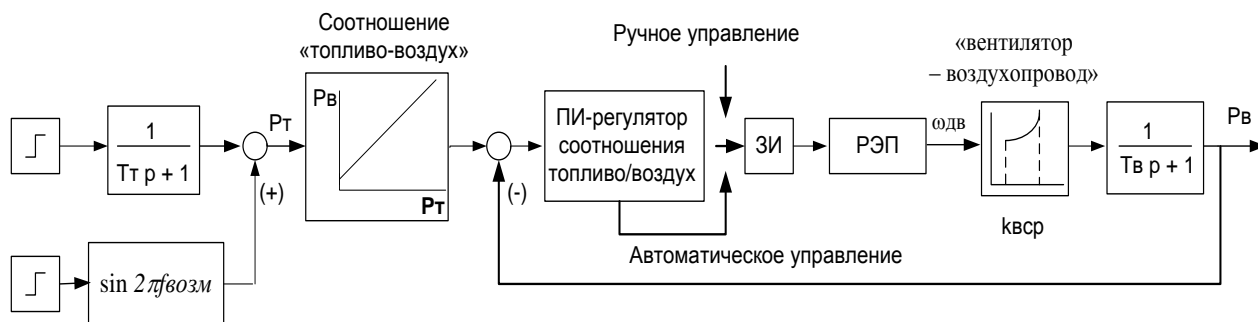 Соотношение
«топливо-воздух»
Ручное управление
«вентилятор
– воздухопровод»
1
Тт р + 1
Рт
(+)
Рв
Рт
(-)
ПИ-регулятор
соотношения
топливо/воздух
ЗИ
РЭП
ωдв
kвср
1
Тв р + 1
Рв
Автоматическое управление
sin 2πfвозм